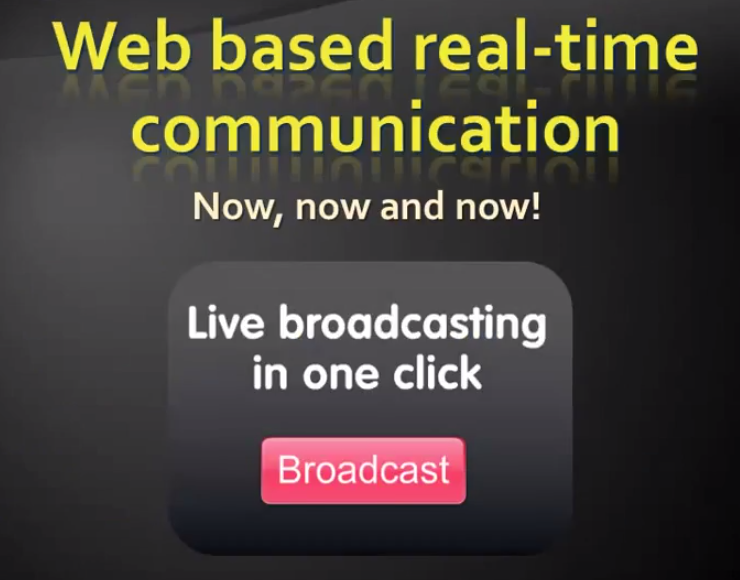 Web based real-time
communication
Now, now and now!
Live broadcasting
in one click
Broadcast